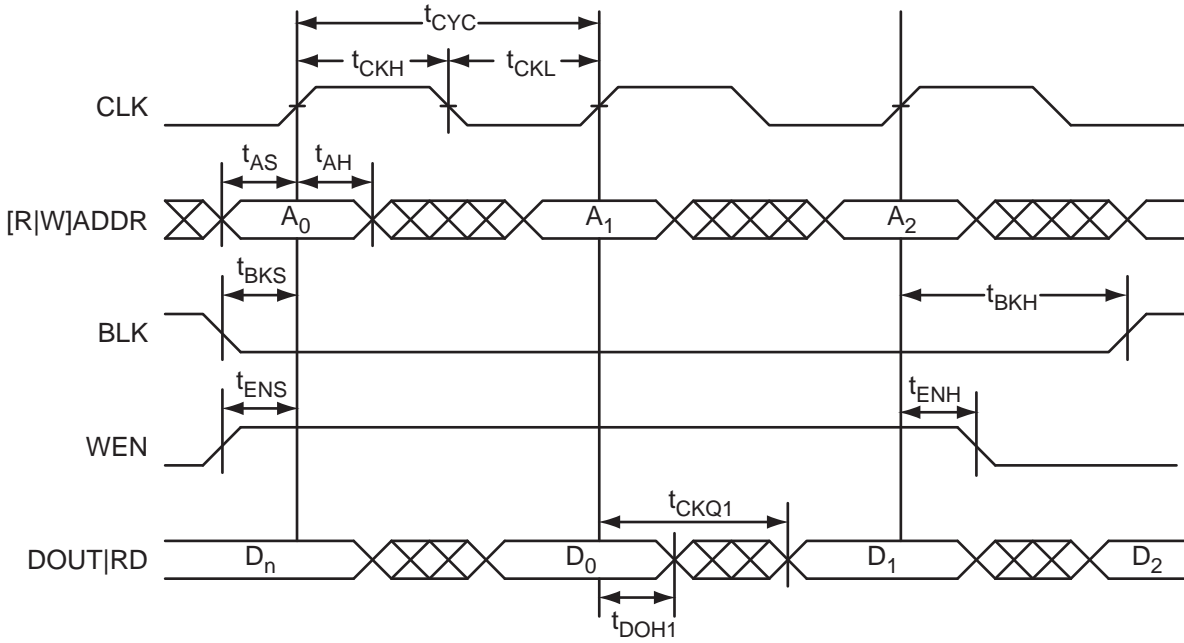 tCYC
tCKH tCKL
CLK
tAS tAH
[R|W]ADDR A0 A1 A2
tBKS tBKH
BLK
tENS tENH
WEN
tCKQ1
DOUT|RD Dn D0 D1 D2
tDOH1